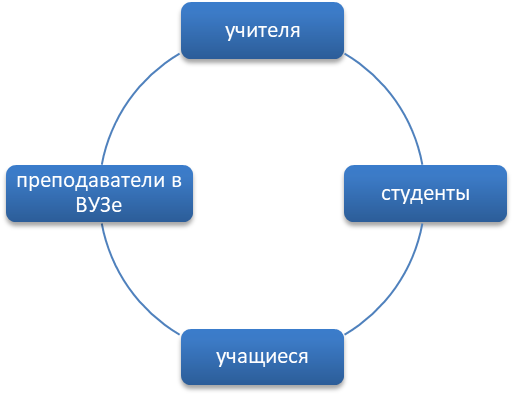 учителя
преподаватели в
ВУЗе
студенты
учащиеся